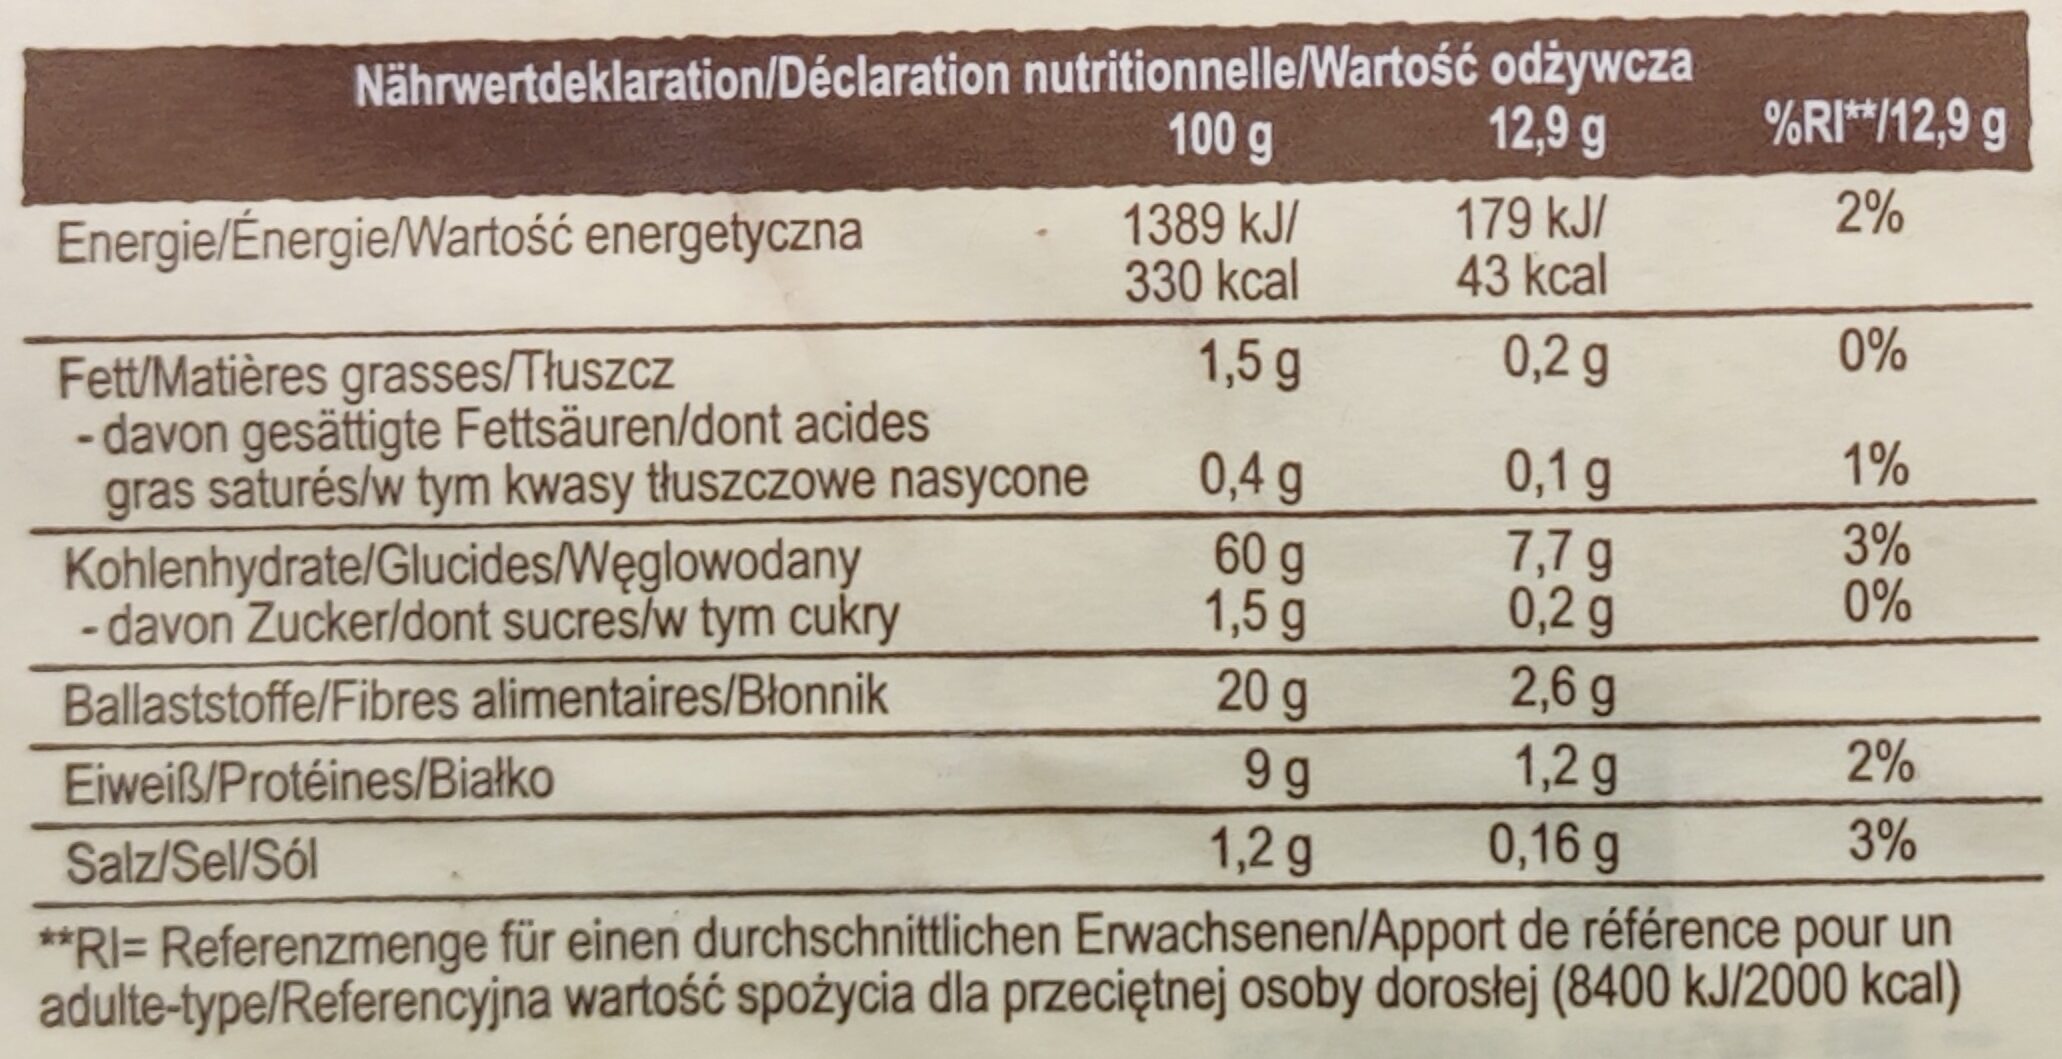 Nährwertdeklaration/Déclaration nutritionnelle/Wartość odżywcza
100 g 12,9 g %RI**/12,9 g
Energie/Énergie/Wartość energetyczna 1389 kJ/ 179 kJ/ 2%
330 kcal 43 kcal
Fett/Matières grasses/Tłuszcz 1,5 g 0,2 g 0%
- davon gesättigte Fettsäuren/dont acides
gras saturés/w tym kwasy tłuszczowe nasycone 0,4 g 0,1 g 1%
Kohlenhydrate/Glucides/Węglowodany 60 g 7,7 g 3%
- davon Zucker/dont sucres/w tym cukry 1,5 g 0,2 g 0%
Ballaststoffe/Fibres alimentaires/Błonnik 20 g 2,6 g
Eiweiß/Protéines/Białko 9 g 1,2 g 2%
Salz/Sel/Sól 1,2 g 0,16 g 3%
**RI= Referenzmenge für einen durchschnittlichen Erwachsenen/Apport de référence pour un
adulte-type/Referencyjna wartość spożycia dla przeciętnej osoby dorosłej (8400 kJ/2000 kcal)